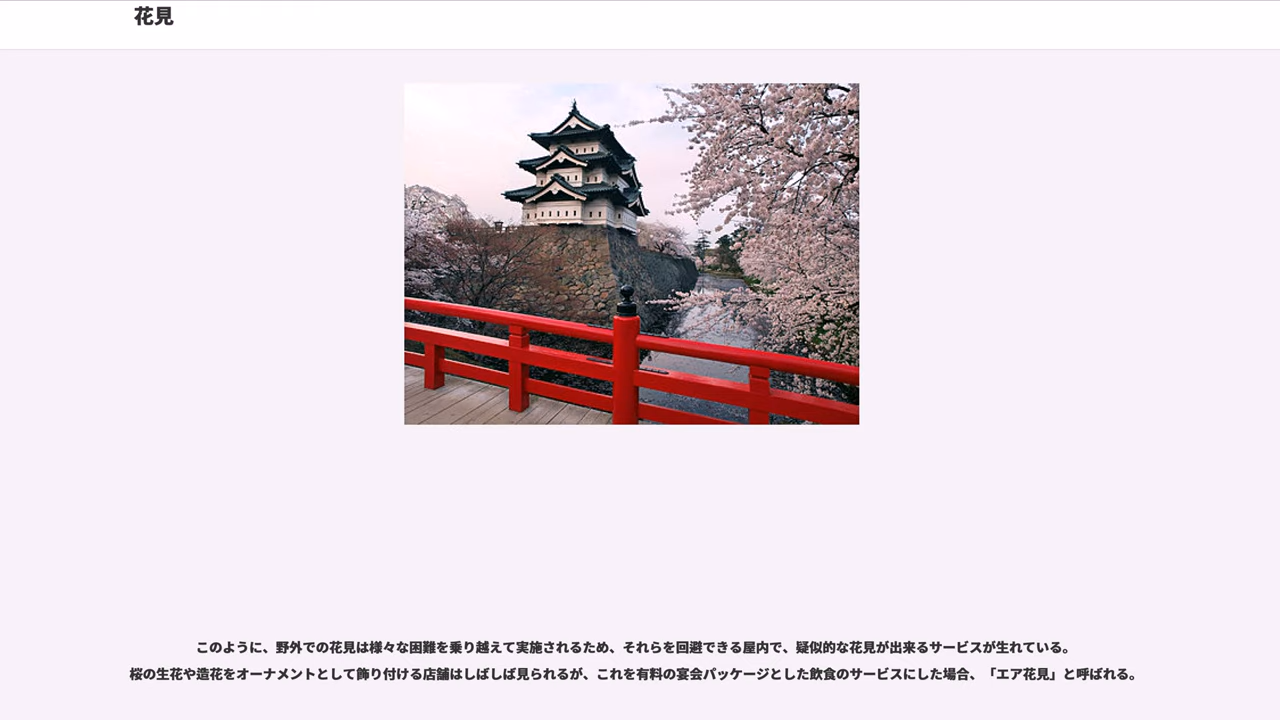 花見
このように、野外での花見は様々な困難を乗り越えて実施されるため、それらを回避できる屋内で、疑似的な花見が出来るサービスが生れている。
桜の生花や造花をオーナメントとして飾り付ける店舗はしばしば見られるが、これを有料の宴会パッケージとした飲食のサービスにした場合、「エア花見」と呼ばれる。